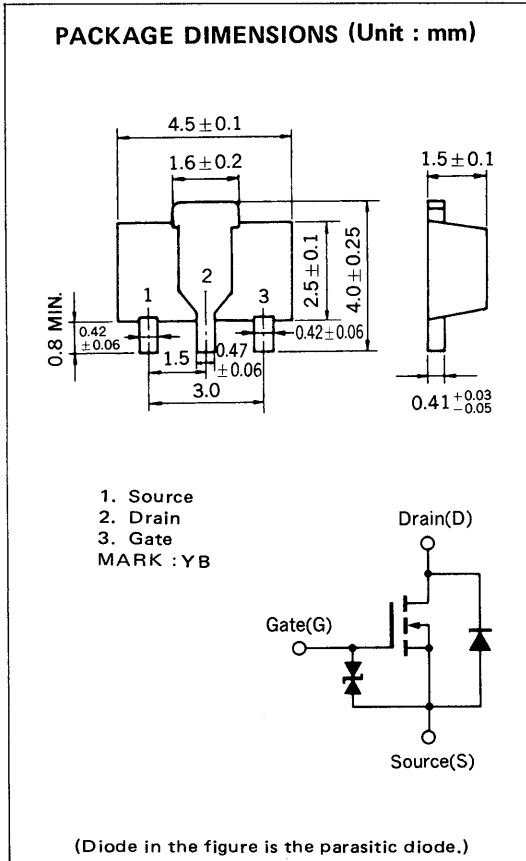 PACKAGE DIMENSIONS (Unit : mm)
4.5±0.1
1.6±0.2
1.5±0.1
2
1
3
2.5±0.1
4.0±0.25
0.8 MIN.
0.42
±0.06
1.5
0.47
±0.06
0.42±0.06
3.0
0.41 +0.03
−0.05
1. Source
2. Drain
3. Gate
MARK : YB
Drain(D)
Gate(G)
Source(S)
(Diode in the figure is the parasitic diode.)